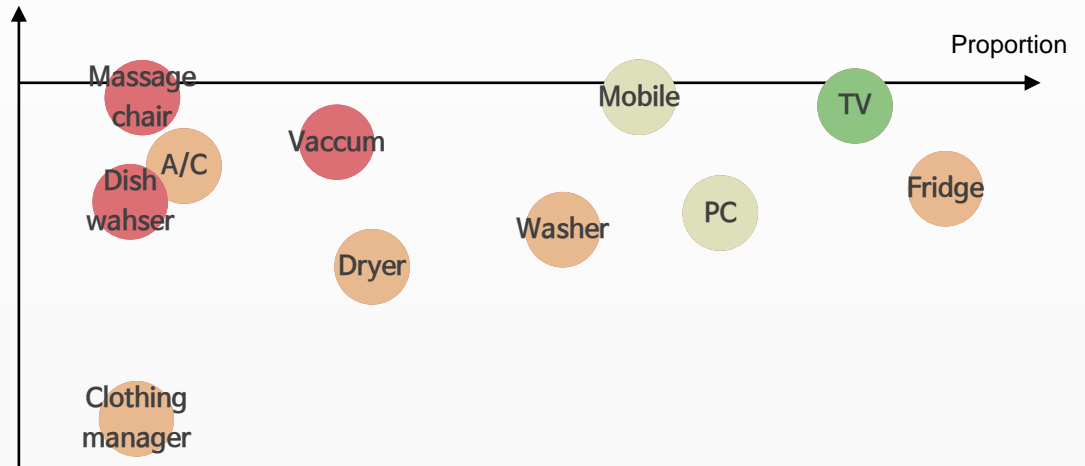 Proportion
Massage
chair
Mobile
TV
Vaccum
A/C
Dish
wahser
Fridge
PC
Washer
Dryer
Clothing
manager